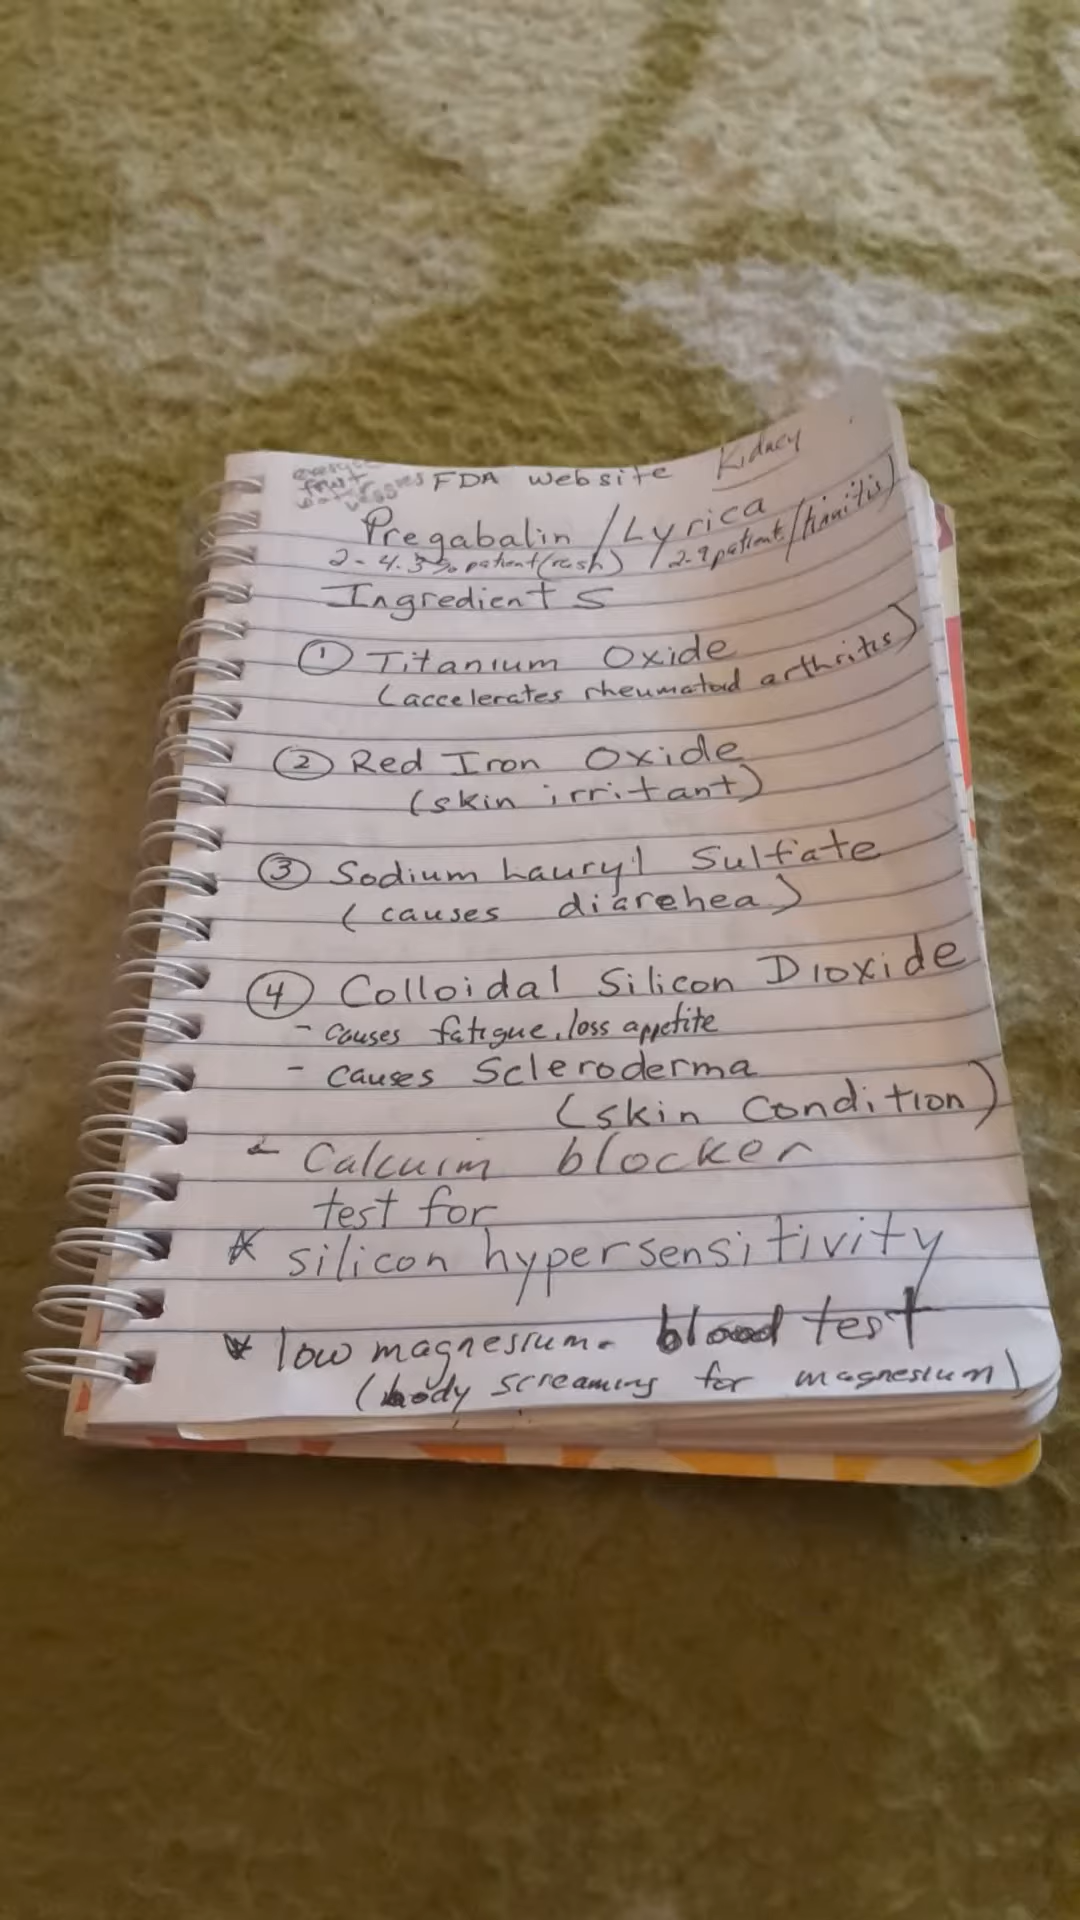 FDA website Kidney
Pregabalin / Lyrica
2-4.3% patient (rash) / 2.9 patient / tinnitis)
Ingredients
① Titanium Oxide
(accelerates rheumatoid arthritis)
② Red Iron Oxide
(skin irritant)
③ Sodium Lauryl Sulfate
(causes diarehea)
④ Colloidal Silicon Dioxide
- causes fatigue, loss appetite
- causes Scleroderma
(skin condition)
- Calcuim blocker
test for
* silicon hypersensitivity
* low magnesium - blood test
(body screaming for magnesium)